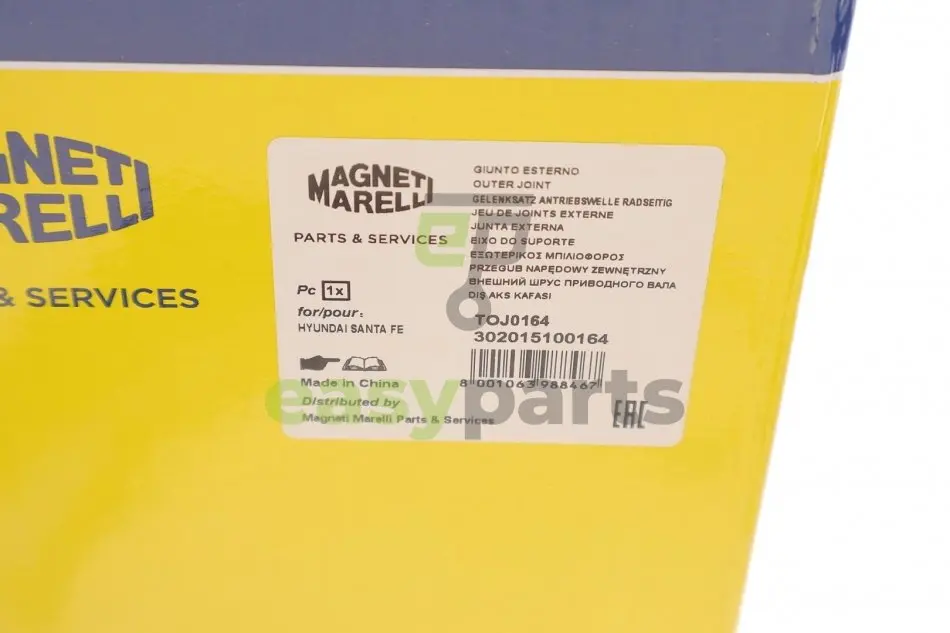 GNETI
RELLI
& SERVICES
MAGNETI
MARELLI
PARTS & SERVICES
Pc 1x
for/pour:
HYUNDAI SANTA FE
Made in China
Distributed by
Magneti Marelli Parts & Services
GIUNTO ESTERNO
OUTER JOINT
GELENKSATZ ANTRIEBSWELLE RADSEITIG
JEU DE JOINTS EXTERNE
JUNTA EXTERNA
EIXO DO SUPORTE
ΕΞΩΤΕΡΙΚΟΣ ΜΠΙΛΙΟΦΟΡΟΣ
PRZEGUB NAPĘDOWY ZEWNĘTRZNY
ВНЕШНИЙ ШРУС ПРИВОДНОГО ВАЛА
DIŞ AKS KAFASI
TOJ0164
302015100164
8 001063 988467
EAC
easyparts